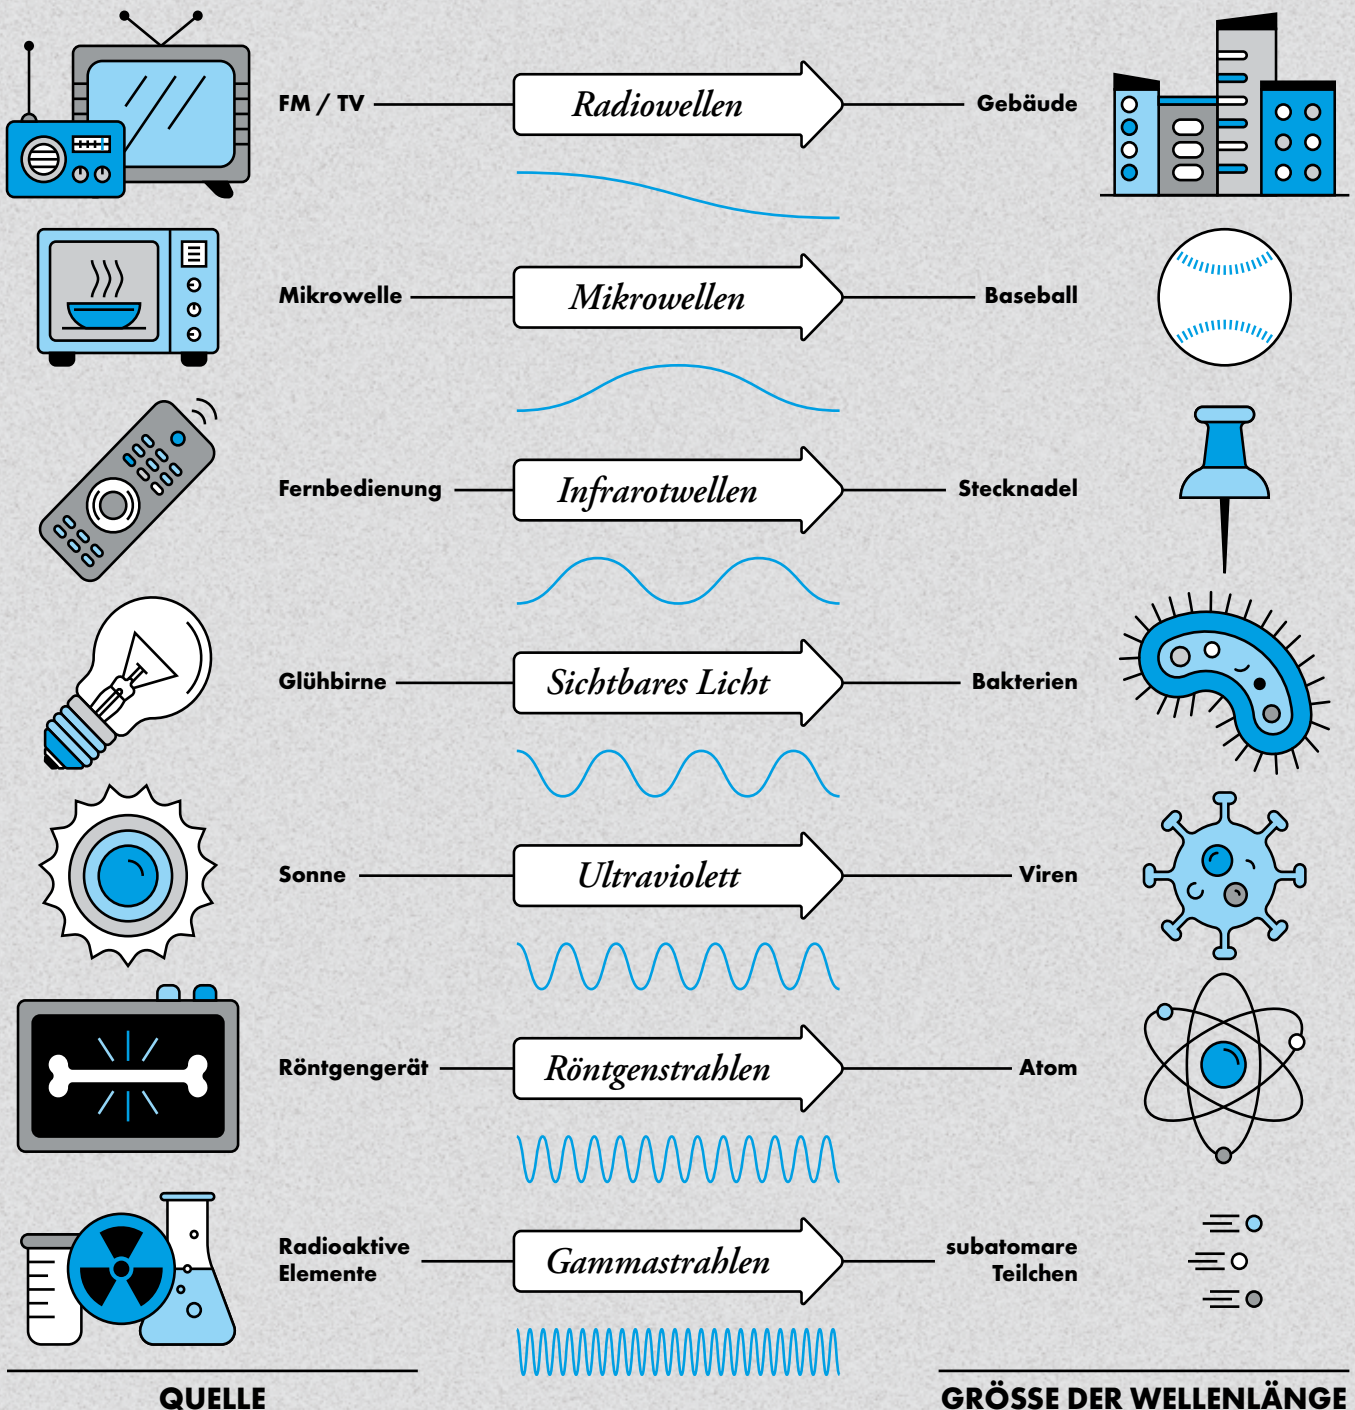 FM / TV
Radiowellen
Gebäude
Mikrowelle
Mikrowellen
Baseball
Fernbedienung
Infrarotwellen
Stecknadel
Glühbirne
Sichtbares Licht
Bakterien
Sonne
Ultraviolett
Viren
Röntgengerät
Röntgenstrahlen
Atom
Radioaktive
Elemente
Gammastrahlen
subatomare
Teilchen
QUELLE
GRÖSSE DER WELLENLÄNGE